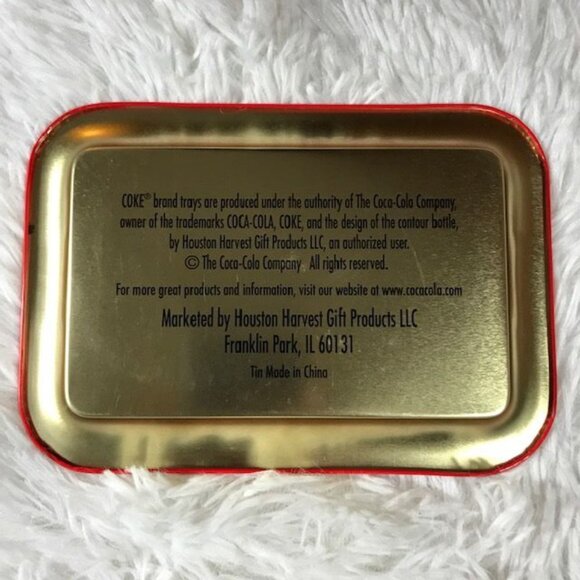 COKE® brand trays are produced under the authority of The Coca-Cola Company,
owner of the trademarks COCA-COLA, COKE, and the design of the contour bottle,
by Houston Harvest Gift Products LLC, an authorized user.
© The Coca-Cola Company. All rights reserved.
For more great products and information, visit our website at www.cocacola.com
Marketed by Houston Harvest Gift Products LLC
Franklin Park, IL 60131
Tin Made in China